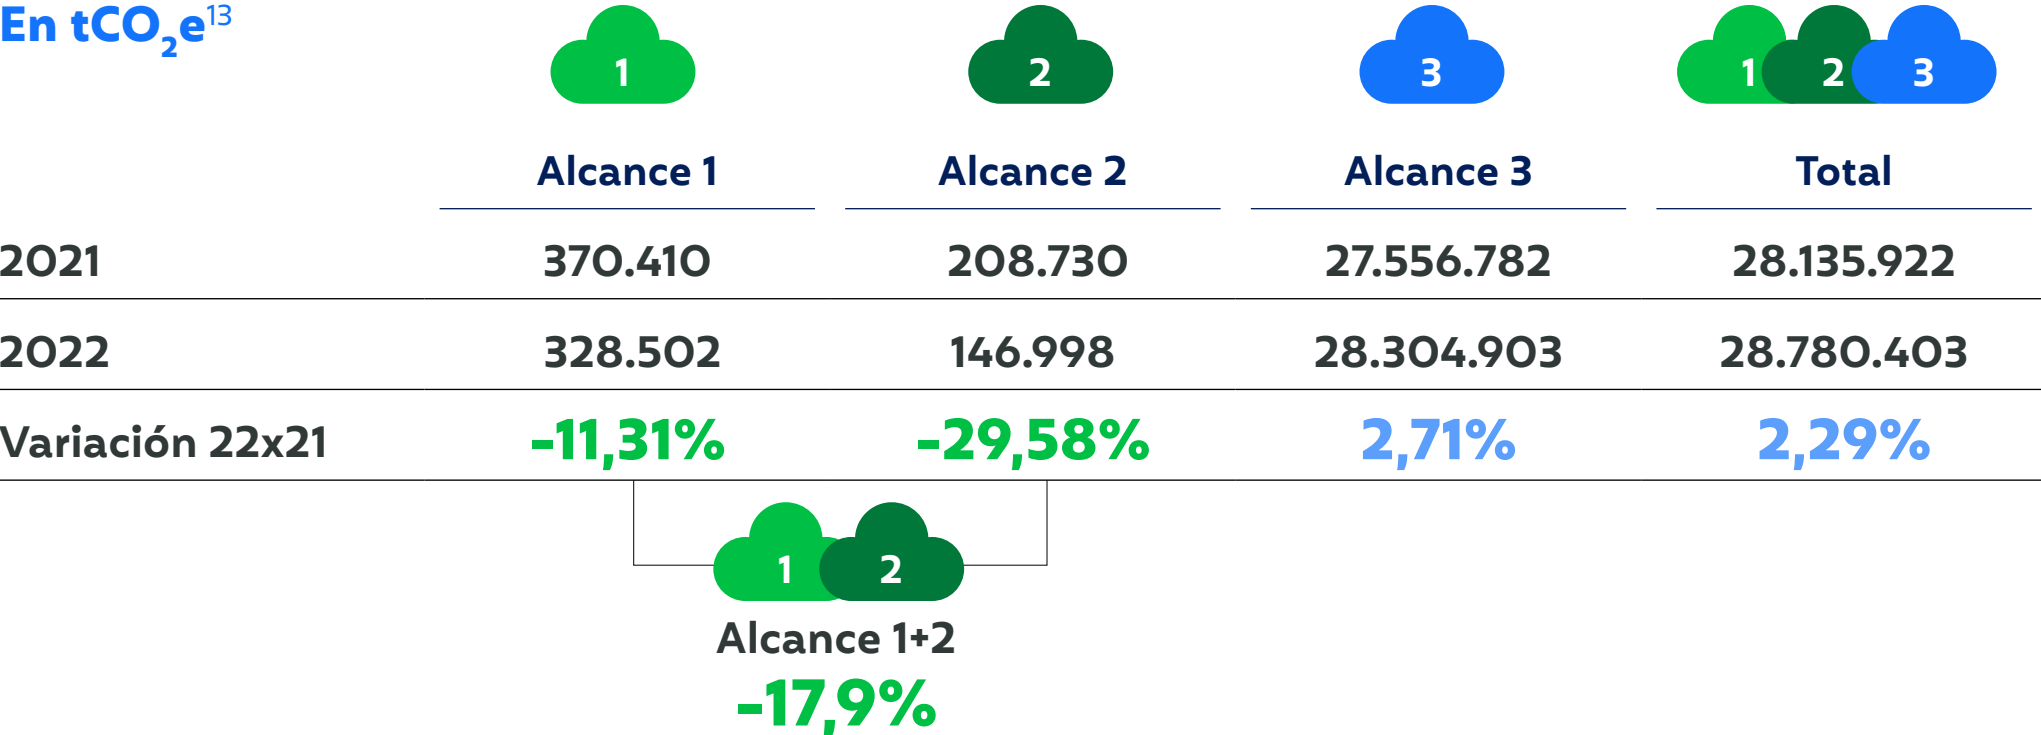 En tCO2e13
1
2
3
1 2 3
Alcance 1 Alcance 2 Alcance 3 Total
2021 370.410 208.730 27.556.782 28.135.922
2022 328.502 146.998 28.304.903 28.780.403
Variación 22x21 -11,31% -29,58% 2,71% 2,29%
1 2
Alcance 1+2
-17,9%